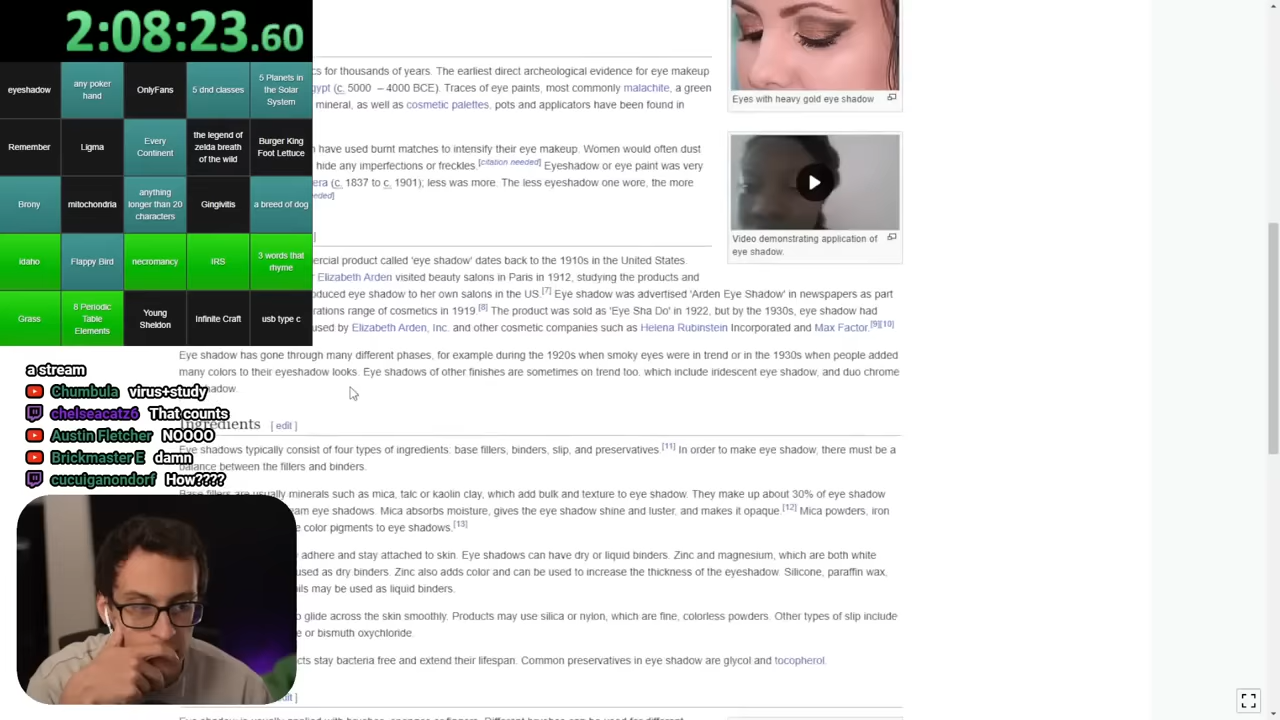 2:08:23.60
eyeshadow
any poker
hand
OnlyFans
5 dnd classes
5 Planets in
the Solar
System
Remember
Ligma
Every
Continent
the legend of
zelda breath
of the wild
Burger King
Foot Lettuce
Brony
mitochondria
anything
longer than 20
characters
Gingivitis
a breed of dog
idaho
Flappy Bird
necromancy
IRS
3 words that
rhyme
Grass
8 Periodic
Table
Elements
Young
Sheldon
Infinite Craft
usb type c
a stream
Chumbula virus+study
chelseacatz6 That counts
Austin Fletcher NOOOO
Brickmaster E damn
cucuiganondorf How????
cs for thousands of years. The earliest direct archeological evidence for eye makeup
gypt (c. 5000 – 4000 BCE). Traces of eye paints, most commonly malachite, a green
mineral, as well as cosmetic palettes, pots and applicators have been found in
have used burnt matches to intensify their eye makeup. Women would often dust
hide any imperfections or freckles.[citation needed] Eyeshadow or eye paint was very
era (c. 1837 to c. 1901); less was more. The less eyeshadow one wore, the more
eded]
]
ercial product called 'eye shadow' dates back to the 1910s in the United States.
Elizabeth Arden visited beauty salons in Paris in 1912, studying the products and
oduced eye shadow to her own salons in the US.[7] Eye shadow was advertised 'Arden Eye Shadow' in newspapers as part
rations range of cosmetics in 1919 [8] The product was sold as 'Eye Sha Do' in 1922, but by the 1930s, eye shadow had
used by Elizabeth Arden, Inc. and other cosmetic companies such as Helena Rubinstein Incorporated and Max Factor.[9][10]
Eye shadow has gone through many different phases, for example during the 1920s when smoky eyes were in trend or in the 1930s when people added
many colors to their eyeshadow looks. Eye shadows of other finishes are sometimes on trend too, which include iridescent eye shadow, and duo chrome
hadow.
Ingredients [ edit ]
Eye shadows typically consist of four types of ingredients: base fillers, binders, slip, and preservatives.[11] In order to make eye shadow, there must be a
balance between the fillers and binders.
Base fillers are usually minerals such as mica, talc or kaolin clay, which add bulk and texture to eye shadow. They make up about 30% of eye shadow
eam eye shadows. Mica absorbs moisture, gives the eye shadow shine and luster, and makes it opaque.[12] Mica powders, iron
e color pigments to eye shadows.[13]
adhere and stay attached to skin. Eye shadows can have dry or liquid binders. Zinc and magnesium, which are both white
used as dry binders. Zinc also adds color and can be used to increase the thickness of the eyeshadow. Silicone, paraffin wax,
ils may be used as liquid binders.
o glide across the skin smoothly. Products may use silica or nylon, which are fine, colorless powders. Other types of slip include
e or bismuth oxychloride.
cts stay bacteria free and extend their lifespan. Common preservatives in eye shadow are glycol and tocopherol.
edit ]
Eye shadow is usually applied with brushes, sponges or fingers. Different brushes can be used for different
Eyes with heavy gold eye shadow
Video demonstrating application of
eye shadow.